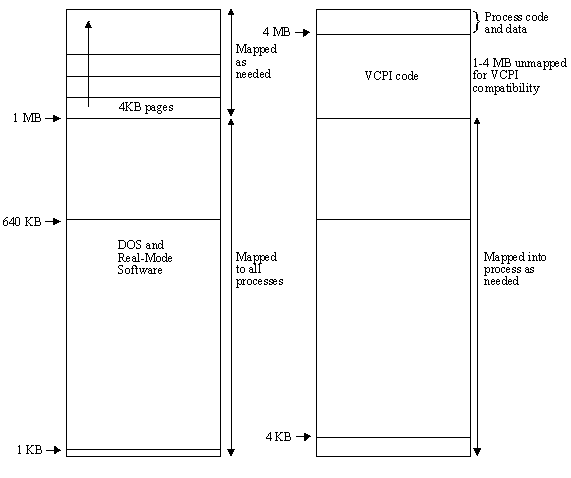 Mapped
as
needed
4KB pages
1 MB
640 KB
DOS and
Real-Mode
Software
Mapped
to all
processes
1 KB
4 MB
Process code
and data
VCPI code
1-4 MB unmapped
for VCPI
compatibility
Mapped into
process as
needed
4 KB